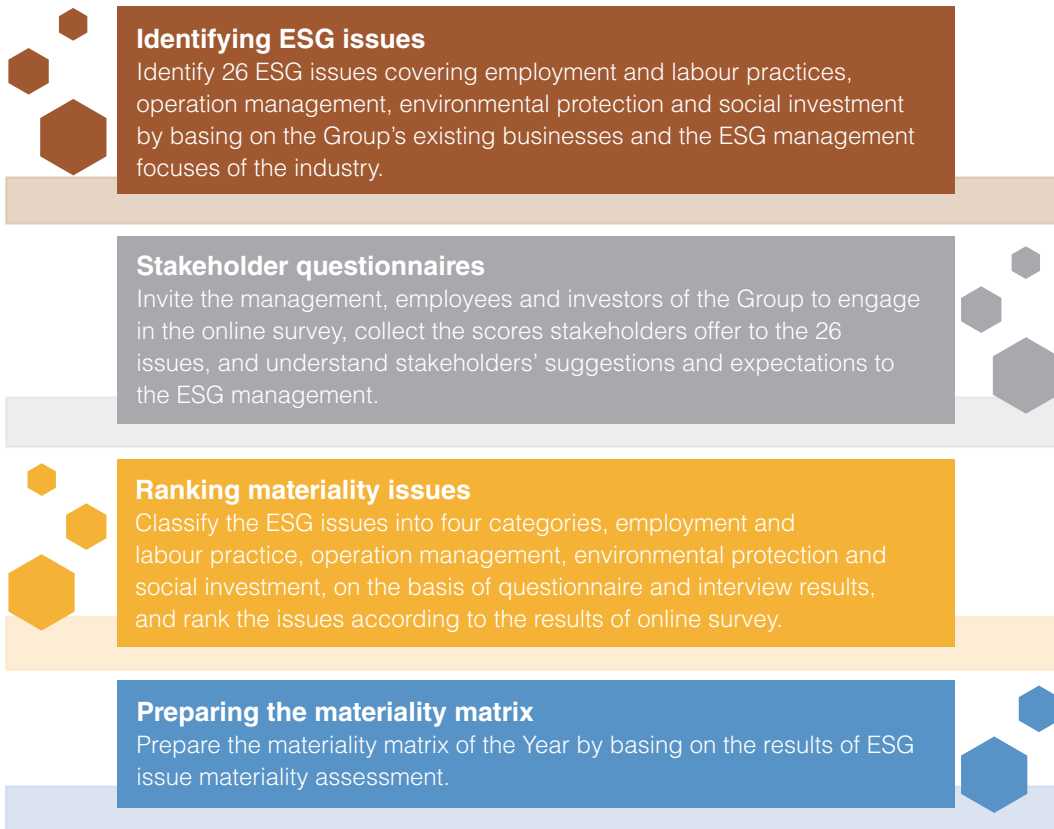 Identifying ESG issues
Identify 26 ESG issues covering employment and labour practices,
operation management, environmental protection and social investment
by basing on the Group's existing businesses and the ESG management
focuses of the industry.
Stakeholder questionnaires
Invite the management, employees and investors of the Group to engage
in the online survey, collect the scores stakeholders offer to the 26
issues, and understand stakeholders' suggestions and expectations to
the ESG management.
Ranking materiality issues
Classify the ESG issues into four categories, employment and
labour practice, operation management, environmental protection and
social investment, on the basis of questionnaire and interview results,
and rank the issues according to the results of online survey.
Preparing the materiality matrix
Prepare the materiality matrix of the Year by basing on the results of ESG
issue materiality assessment.